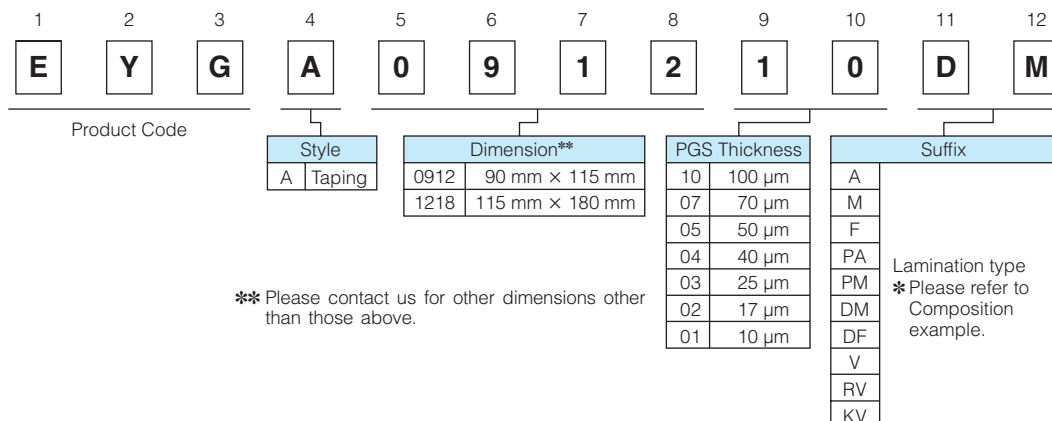 1 2 3 4 5 6 7 8 9 10 11 12
E Y G A 0 9 1 2 1 0 D M
Product Code
Style
A Taping
Dimension**
0912 90 mm × 115 mm
1218 115 mm × 180 mm
** Please contact us for other dimensions other
than those above.
PGS Thickness
10 100 µm
07 70 µm
05 50 µm
04 40 µm
03 25 µm
02 17 µm
01 10 µm
Suffix
A
M
F
PA
PM
DM
DF
V
RV
KV
Lamination type
* Please refer to
Composition
example.